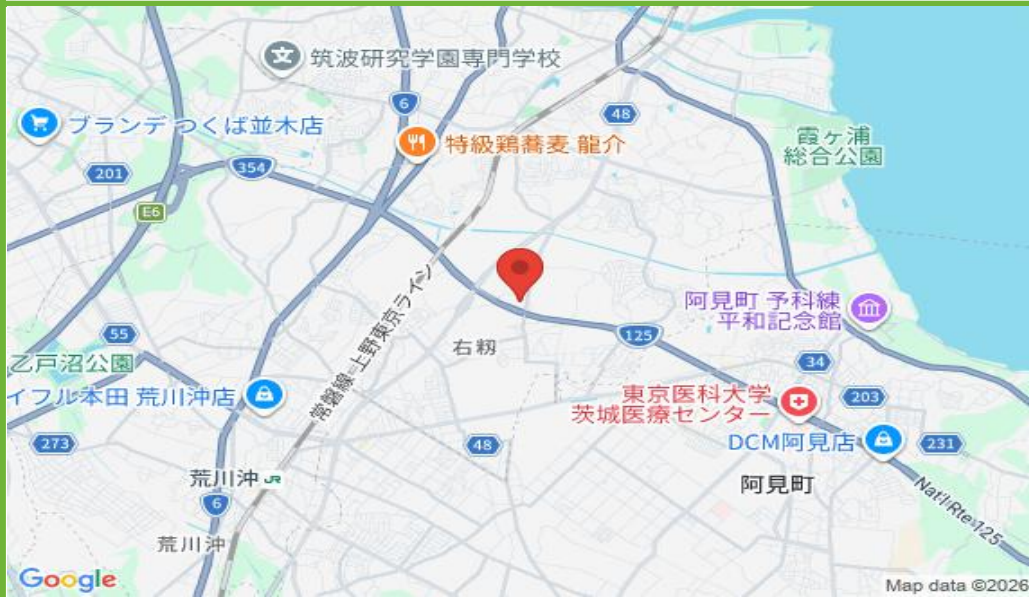 筑波研究学園専門学校
6
48
ブランデ つくば並木店
特級鶏蕎麦 龍介
霞ヶ浦
総合公園
201
354
E6
常磐線-上野東京ライン
阿見町 予科練
平和記念館
55
125
34
右籾
乙戸沼公園
イフル本田 荒川沖店
東京医科大学
茨城医療センター
203
273
48
DCM阿見店
231
荒川沖 JR
6
阿見町
Nat'l Rte 125
荒川沖
Google
Map data ©2026